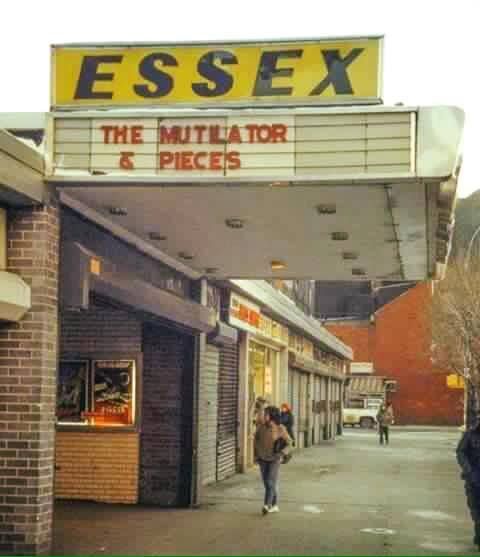 ESSEX
THE MUTILATOR
& PIECES